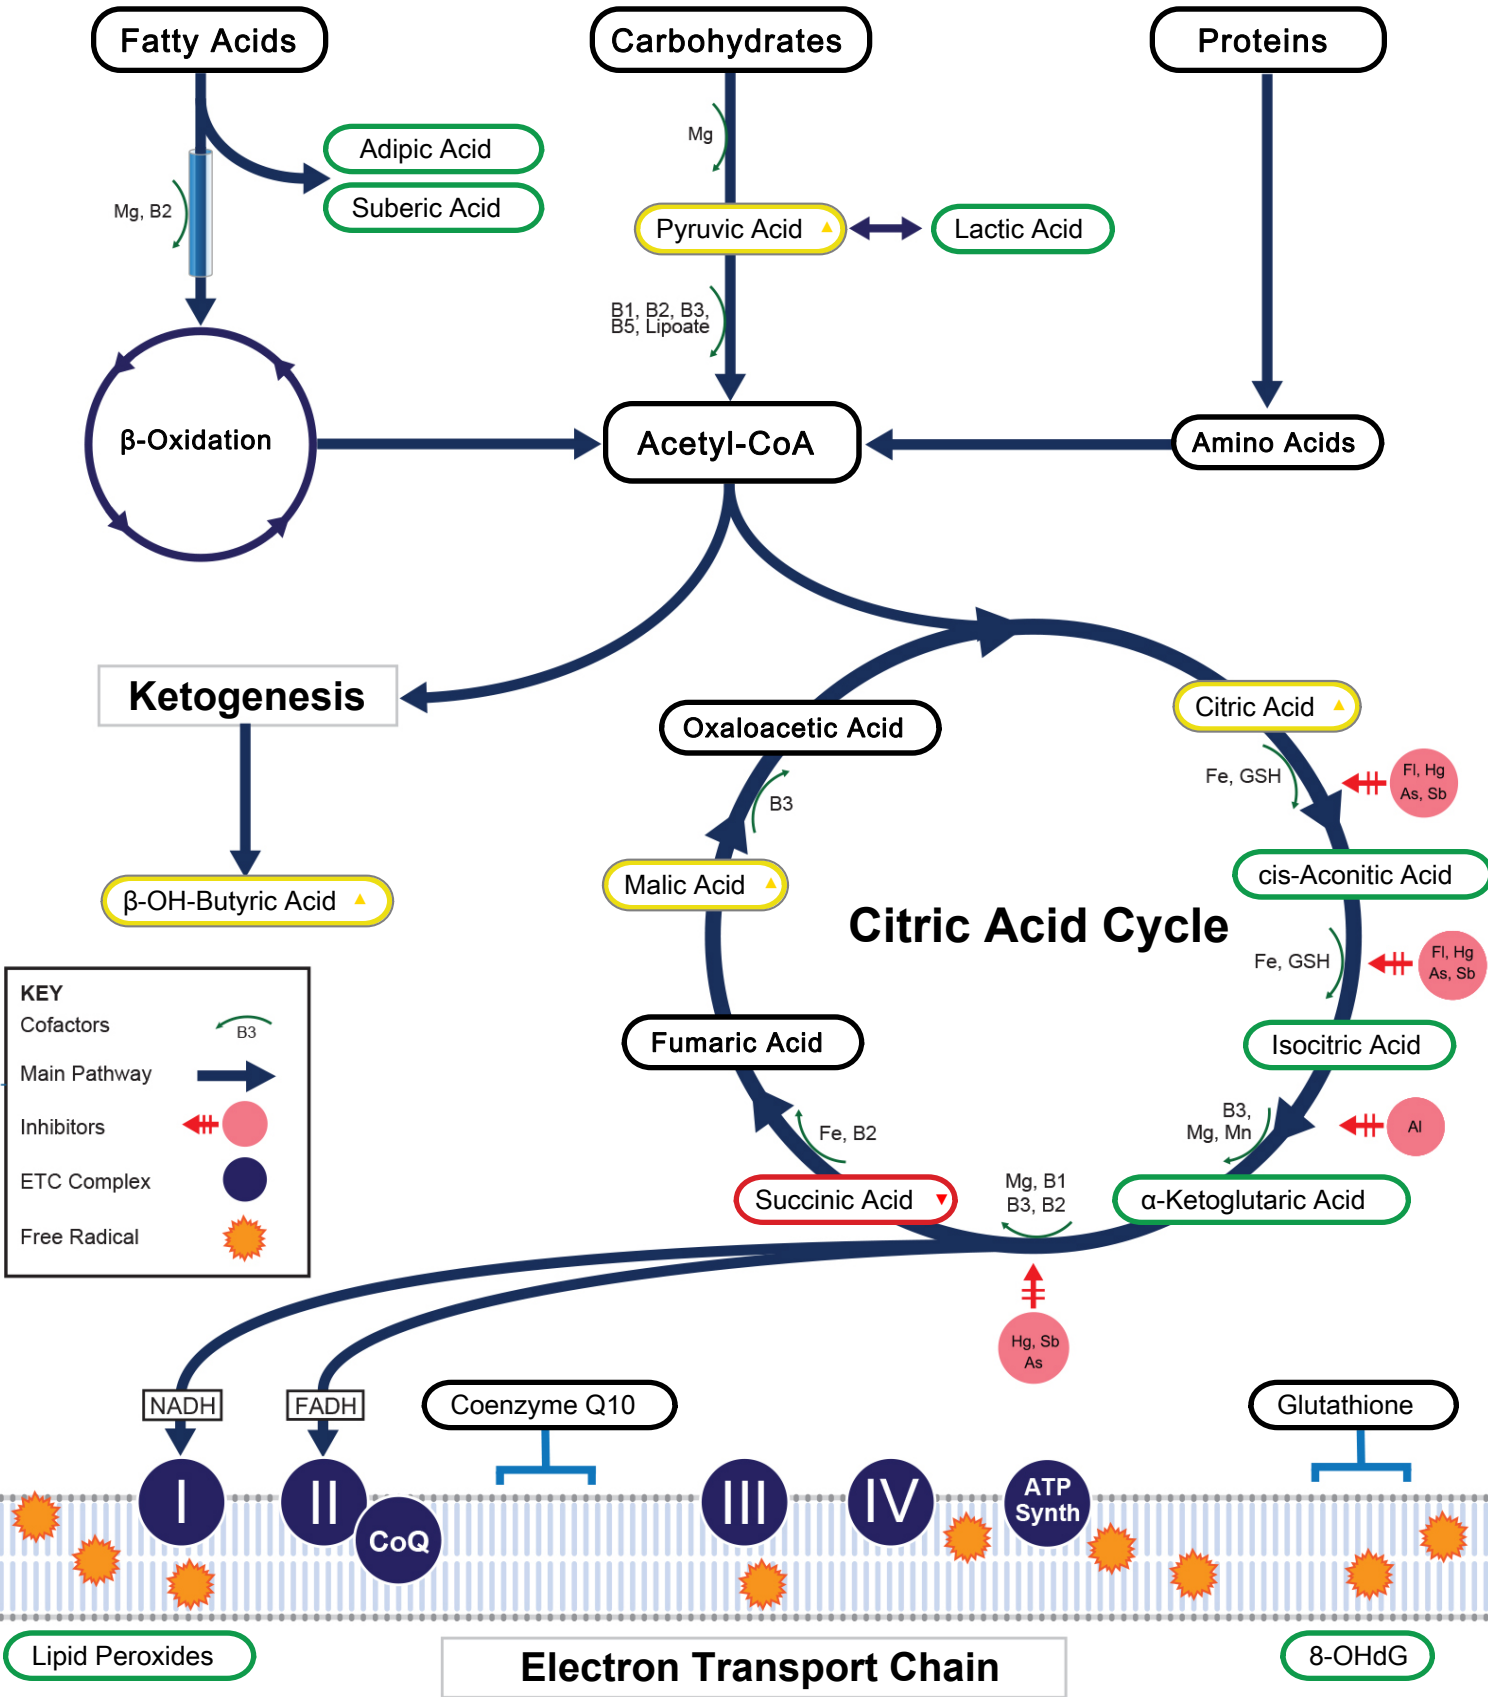 Fatty Acids
Carbohydrates
Proteins
Adipic Acid
Suberic Acid
Mg
Mg, B2
Pyruvic Acid
Lactic Acid
B1, B2, B3,
B5, Lipoate
β-Oxidation
Acetyl-CoA
Amino Acids
Ketogenesis
Oxaloacetic Acid
Citric Acid
Fe, GSH
Fl, Hg
As, Sb
B3
Malic Acid
cis-Aconitic Acid
β-OH-Butyric Acid
Citric Acid Cycle
Fe, GSH
Fl, Hg
As, Sb
KEY
Cofactors
B3
Main Pathway
Inhibitors
ETC Complex
Free Radical
Fumaric Acid
Isocitric Acid
B3,
Mg, Mn
Al
Fe, B2
Succinic Acid
Mg, B1
B3, B2
α-Ketoglutaric Acid
Hg, Sb
As
NADH
FADH
Coenzyme Q10
Glutathione
I
II
CoQ
III
IV
ATP
Synth
Lipid Peroxides
Electron Transport Chain
8-OHdG